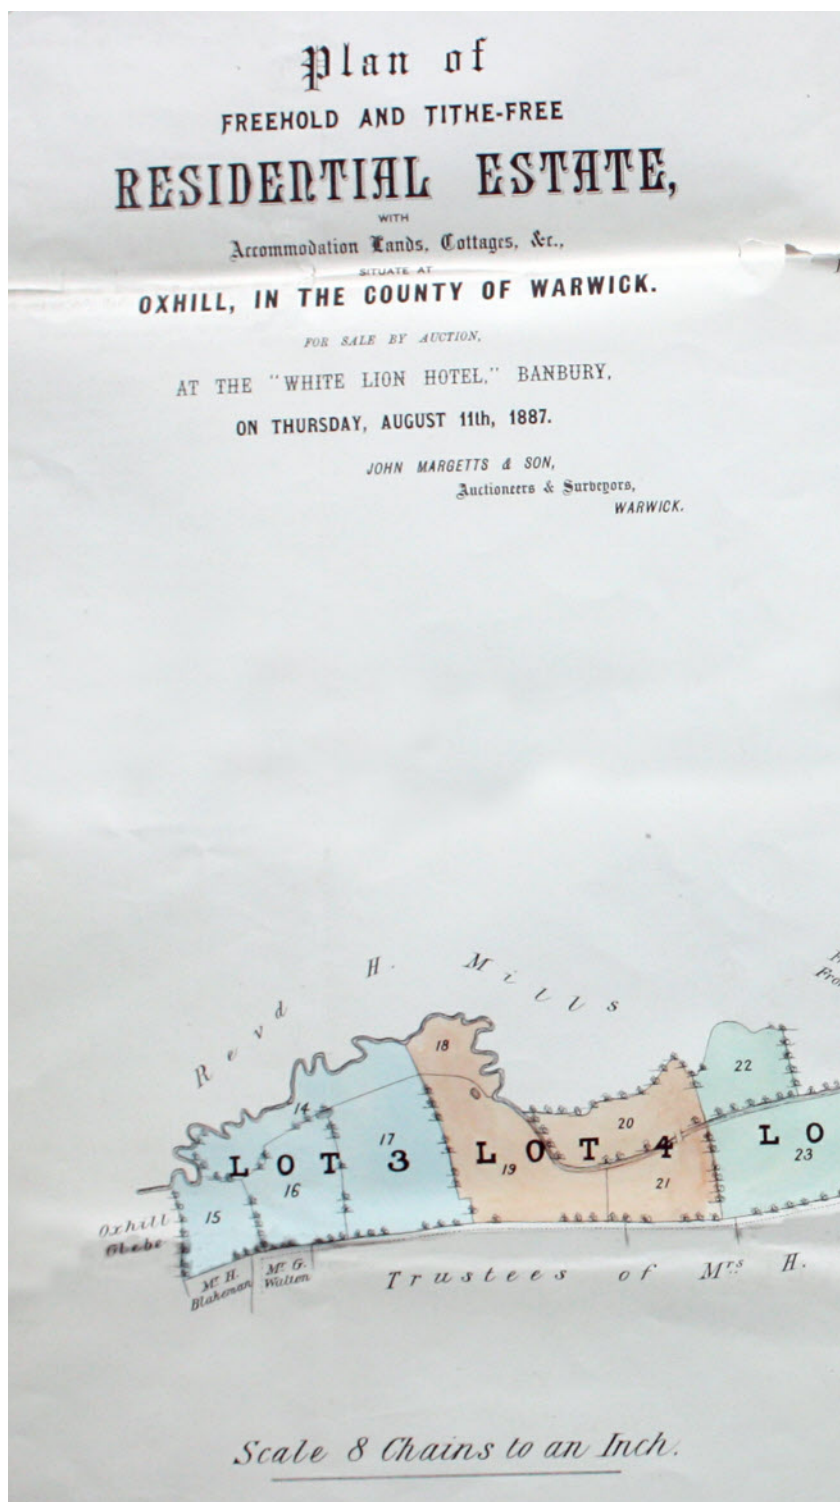 Plan of
FREEHOLD AND TITHE-FREE
RESIDENTIAL ESTATE,
WITH
Accommodation Lands, Cottages, &c.,
SITUATE AT
OXHILL, IN THE COUNTY OF WARWICK.
FOR SALE BY AUCTION,
AT THE "WHITE LION HOTEL," BANBURY,
ON THURSDAY, AUGUST 11th, 1887.
JOHN MARGETTS & SON,
Auctioneers & Surveyors,
WARWICK.
Revd H. Mills
18
22
14
20
17
LOT 3
LOT 4
LO
19
23
16
21
15
Oxhill
Glebe
Mr. H.
Blakeman
Mr. G.
Walton
Trustees of Mrs. H.
Scale 8 Chains to an Inch.